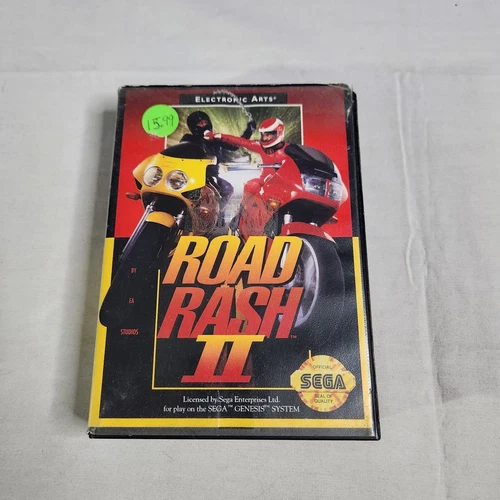 ELECTRONIC ARTS®
15.99
ROAD
RASH
II™
BY
EA
STUDIOS
OFFICIAL
SEGA
SEAL OF
QUALITY
Licensed by Sega Enterprises Ltd.
for play on the SEGA™ GENESIS™ SYSTEM